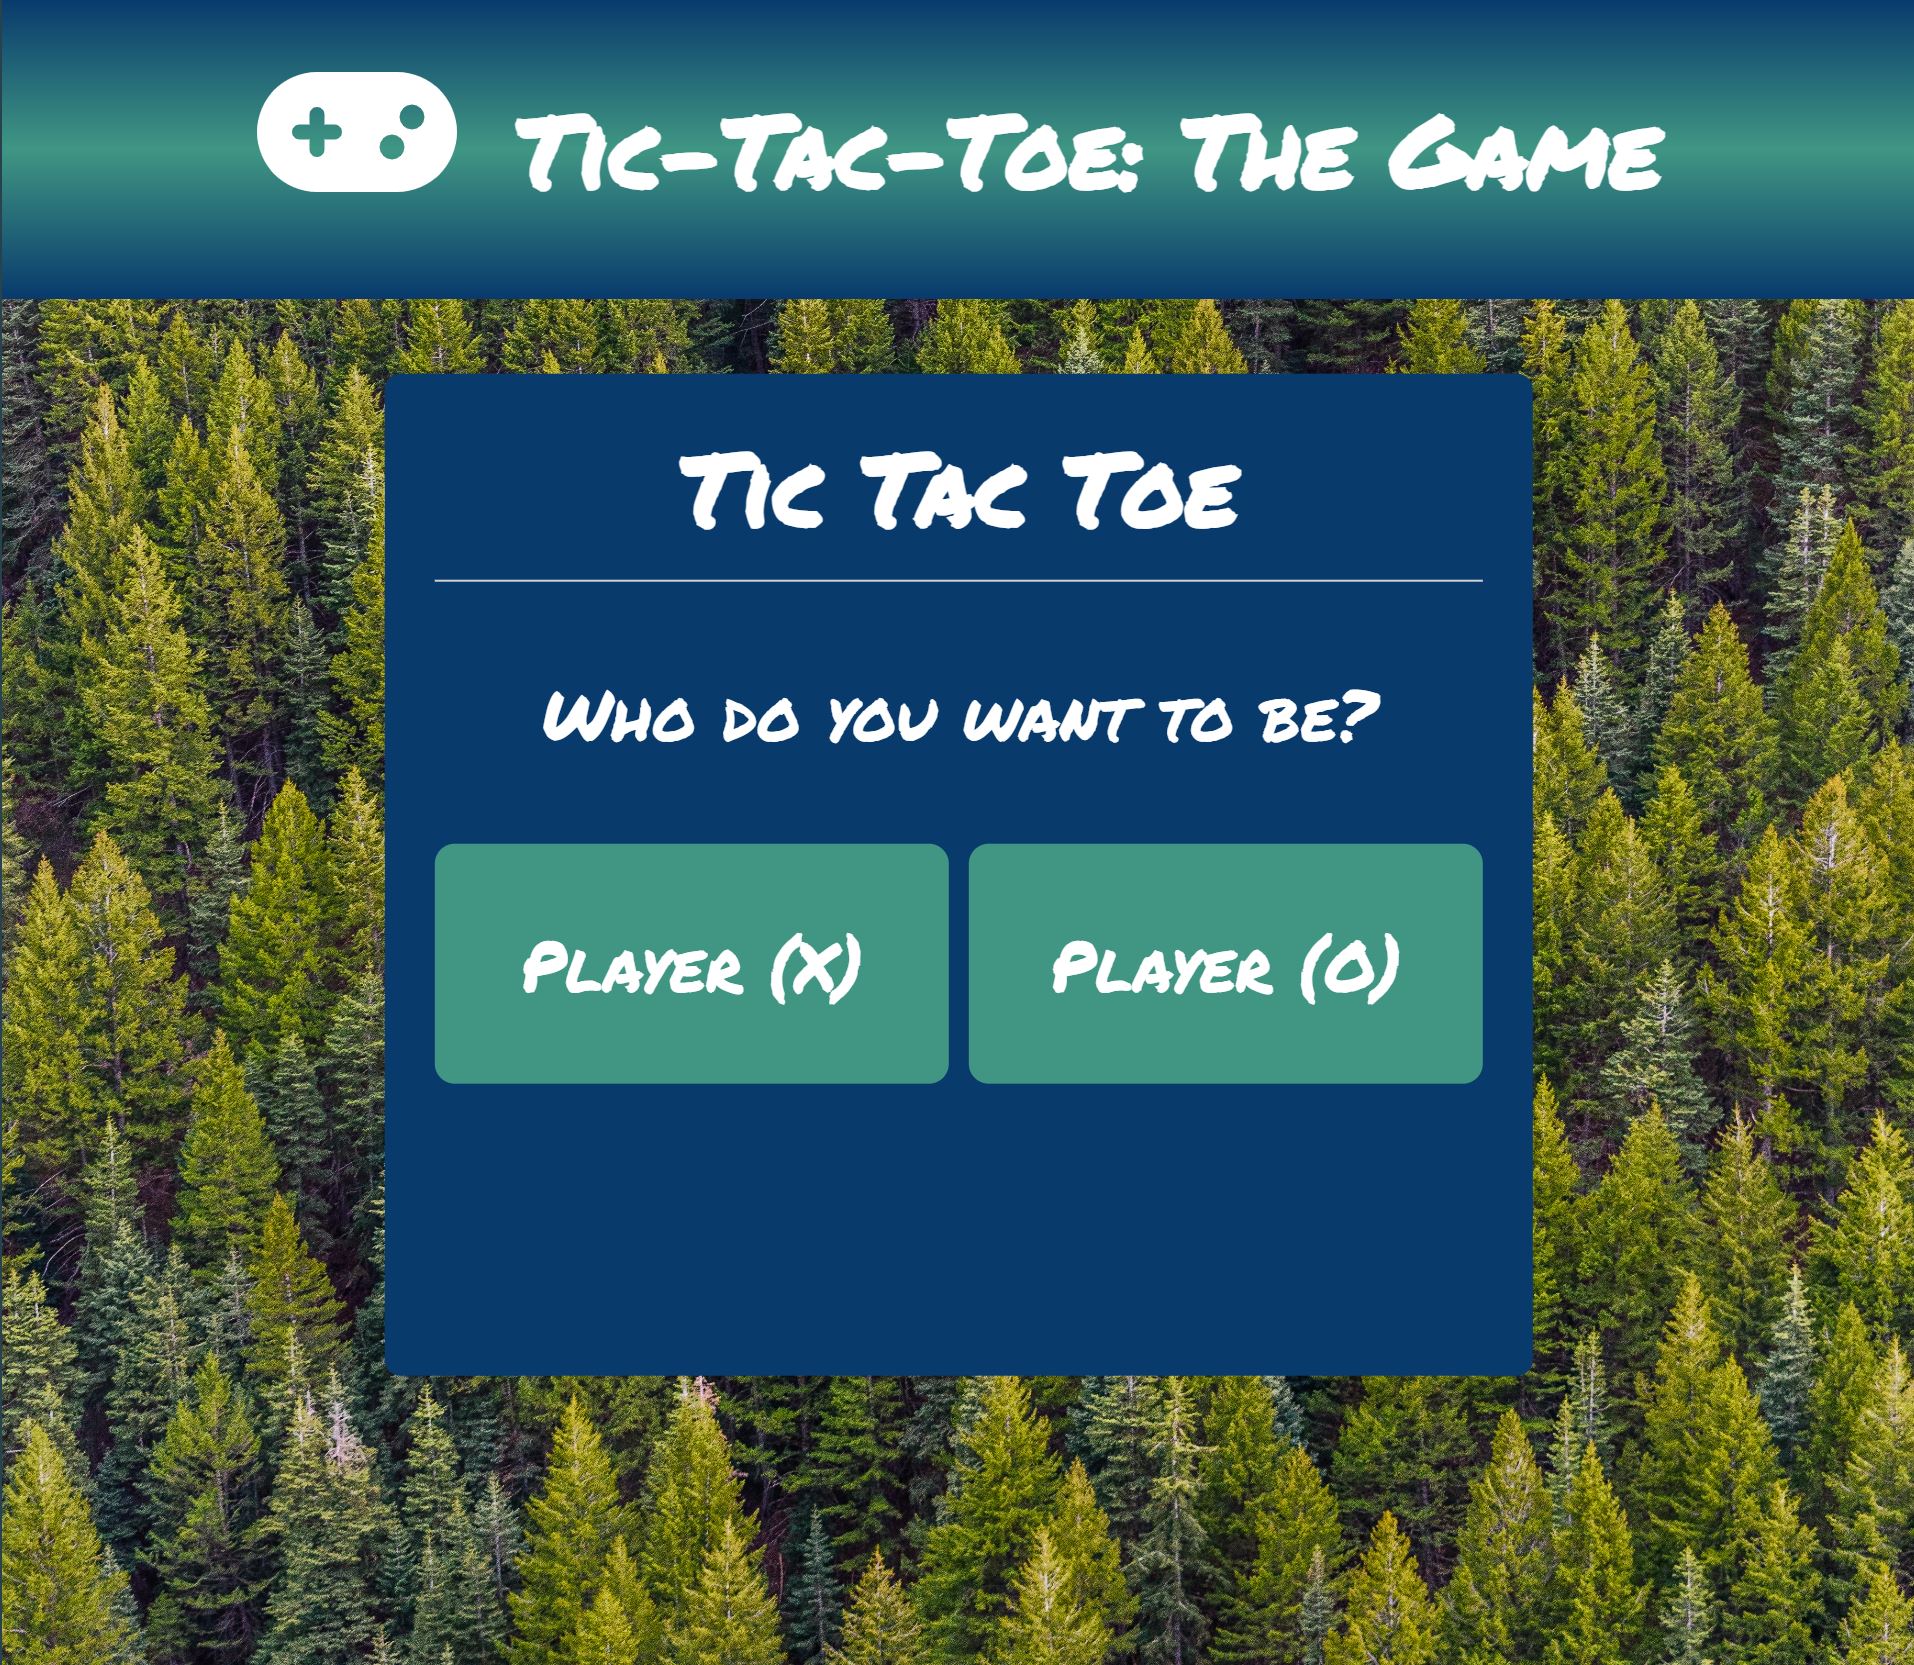 Tic-Tac-Toe: The Game
Tic Tac Toe
Who do you want to be?
Player (X)
Player (O)